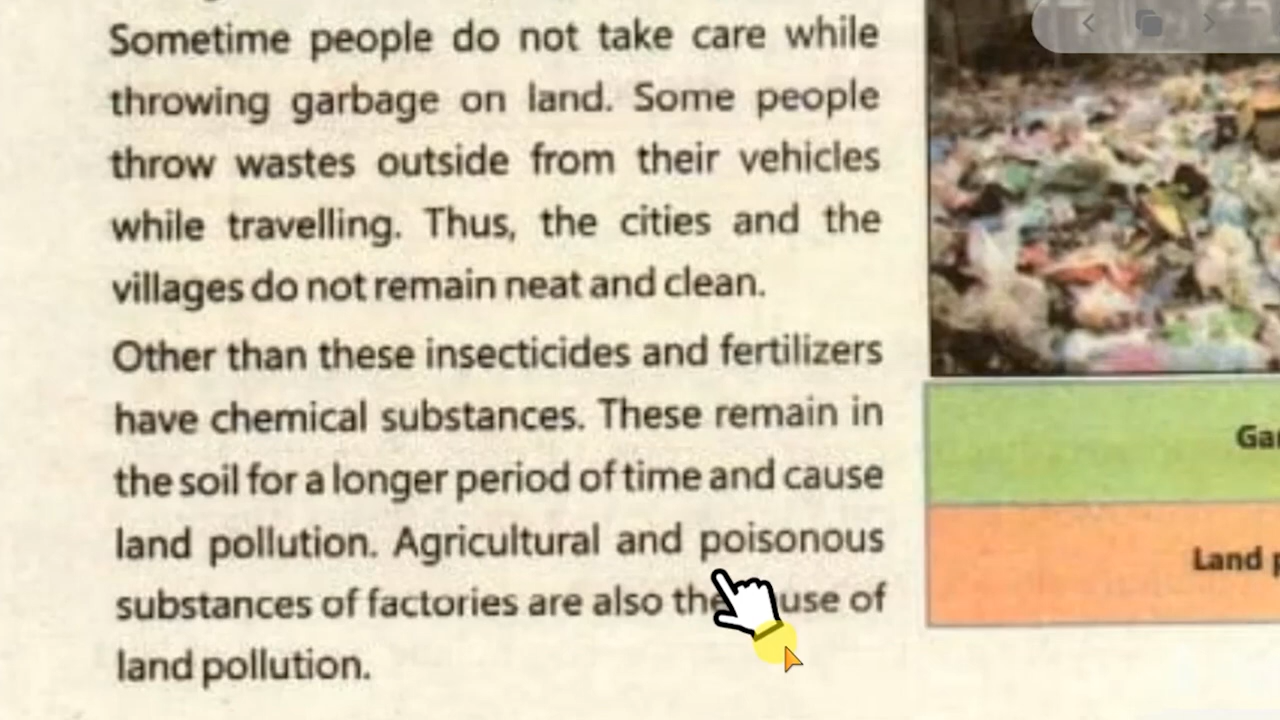 Sometime people do not take care while
throwing garbage on land. Some people
throw wastes outside from their vehicles
while travelling. Thus, the cities and the
villages do not remain neat and clean.
Other than these insecticides and fertilizers
have chemical substances. These remain in
the soil for a longer period of time and cause
land pollution. Agricultural and poisonous
substances of factories are also the use of
land pollution.
Land